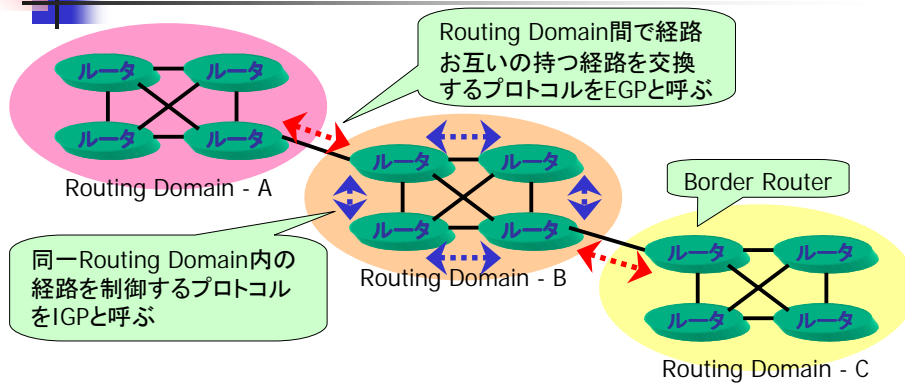 Routing Domain間で経路
お互いの持つ経路を交換
するプロトコルをEGPと呼ぶ
ルータ ルータ
ルータ ルータ
Routing Domain - A
ルータ ルータ
ルータ ルータ
Routing Domain - B
Border Router
同一Routing Domain内の
経路を制御するプロトコル
をIGPと呼ぶ
ルータ ルータ
ルータ ルータ
Routing Domain - C